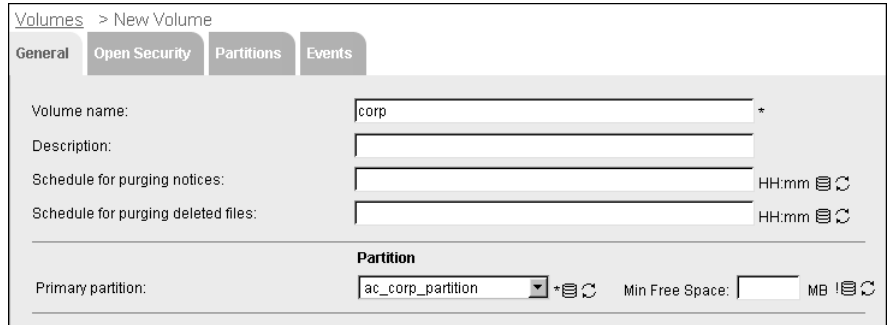 Volumes > New Volume
General Open Security Partitions Events
Volume name: corp *
Description:
Schedule for purging notices: HH:mm
Schedule for purging deleted files: HH:mm
Partition
Primary partition: ac_corp_partition * Min Free Space: MB !